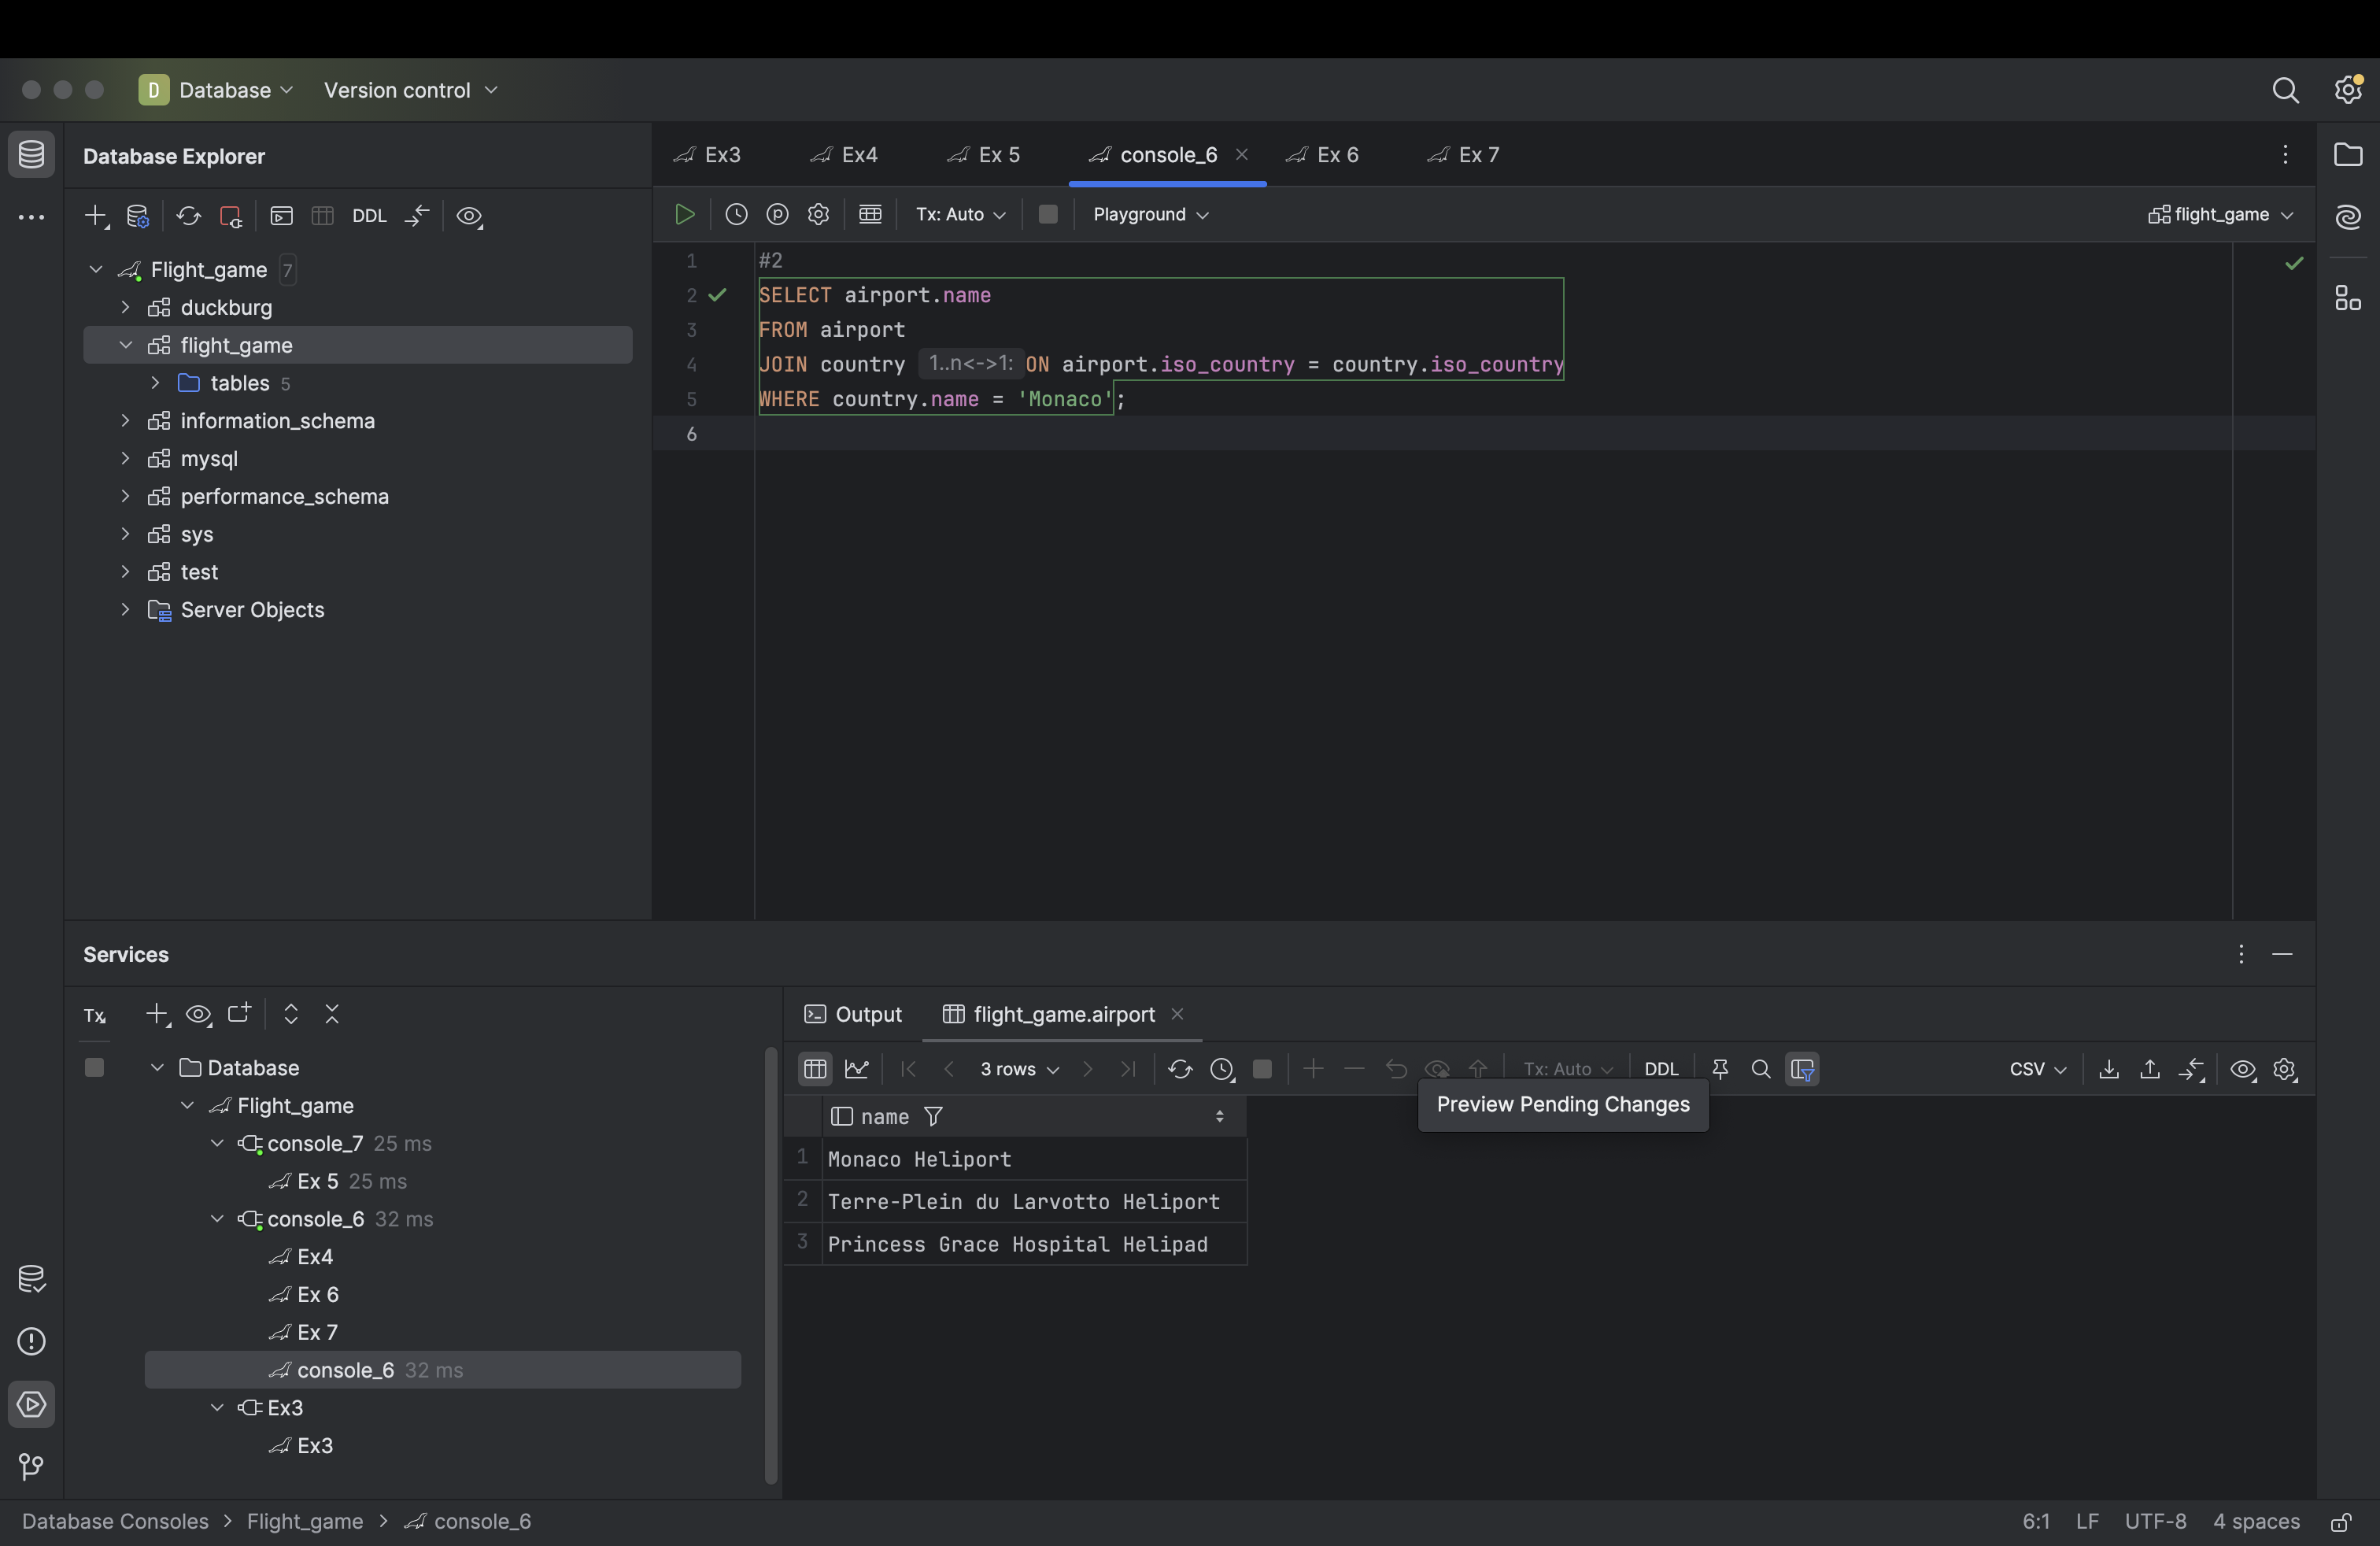 D Database Version control
Database Explorer
DDL
Flight_game 7
duckburg
flight_game
tables 5
information_schema
mysql
performance_schema
sys
test
Server Objects
Ex3 Ex4 Ex 5 console_6 Ex 6 Ex 7
Tx: Auto Playground flight_game
1 #2
2 SELECT airport.name
3 FROM airport
4 JOIN country 1..n<->1: ON airport.iso_country = country.iso_country
5 WHERE country.name = 'Monaco';
6
Services
Tx
Database
Flight_game
console_7 25 ms
Ex 5 25 ms
console_6 32 ms
Ex4
Ex 6
Ex 7
console_6 32 ms
Ex3
Ex3
Output flight_game.airport
3 rows Tx: Auto DDL CSV
Preview Pending Changes
name
1 Monaco Heliport
2 Terre-Plein du Larvotto Heliport
3 Princess Grace Hospital Helipad
Database Consoles > Flight_game > console_6
6:1 LF UTF-8 4 spaces